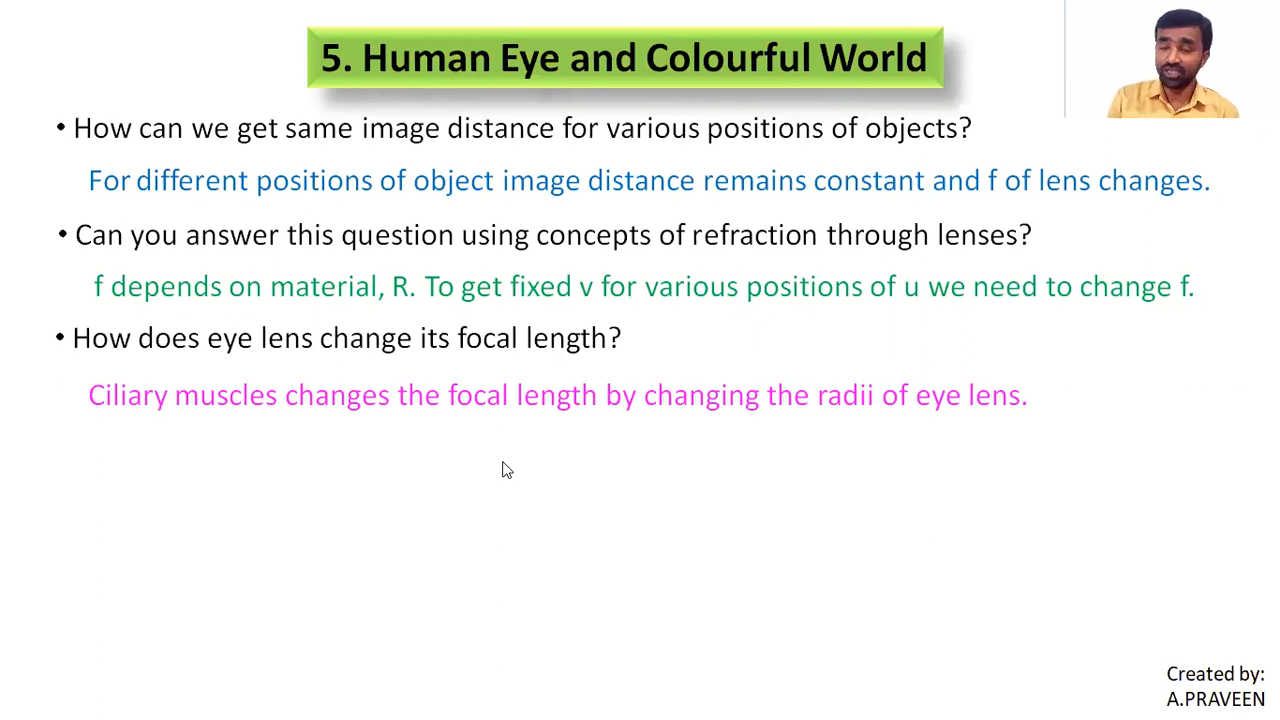 5. Human Eye and Colourful World
• How can we get same image distance for various positions of objects?
For different positions of object image distance remains constant and f of lens changes.
• Can you answer this question using concepts of refraction through lenses?
f depends on material, R. To get fixed v for various positions of u we need to change f.
• How does eye lens change its focal length?
Ciliary muscles changes the focal length by changing the radii of eye lens.
Created by:
A.PRAVEEN